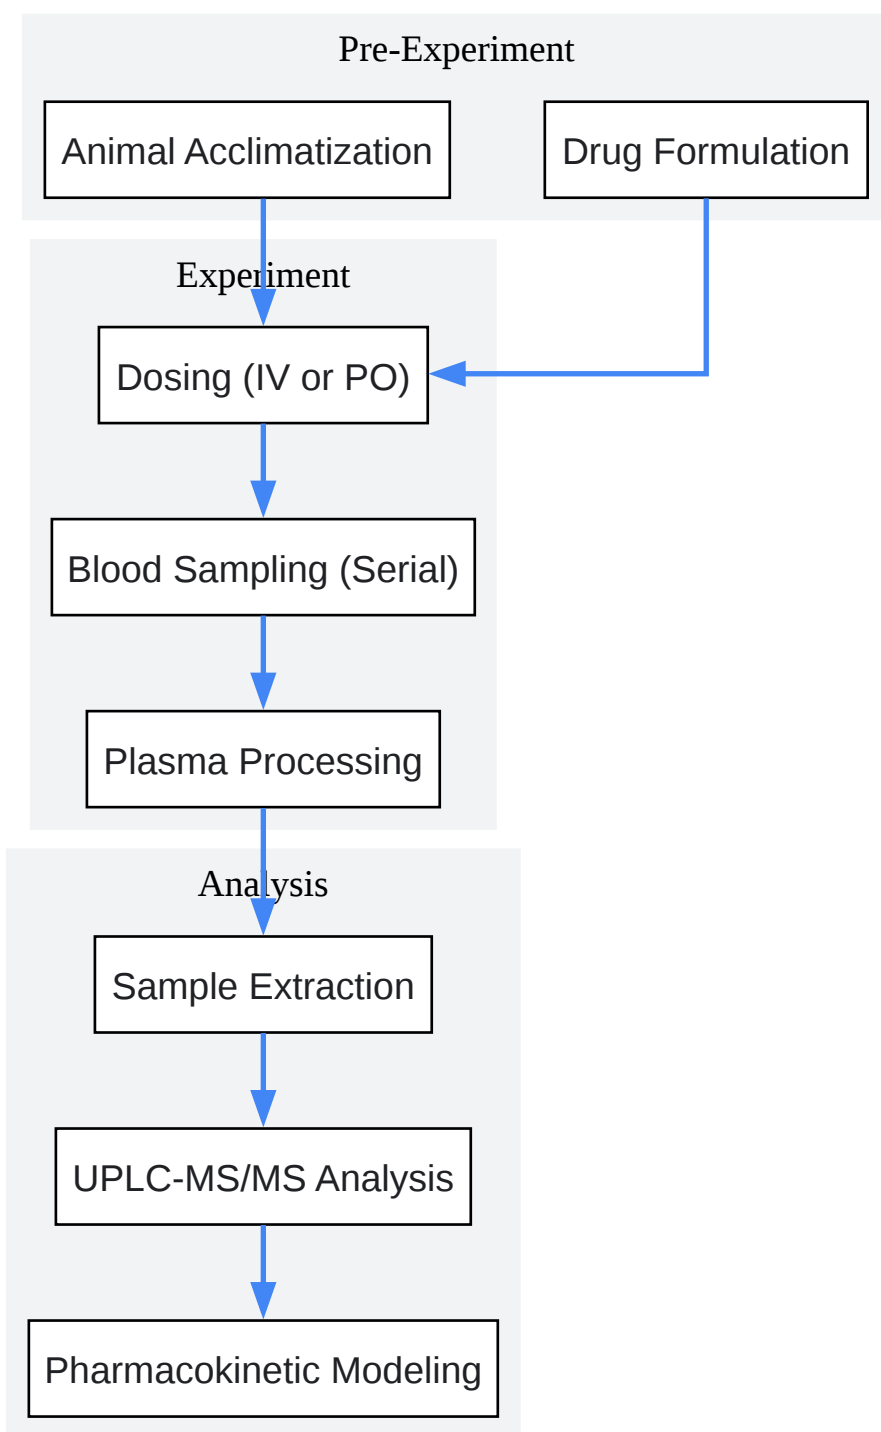 Pre-Experiment
Animal Acclimatization
Drug Formulation
Experiment
Dosing (IV or PO)
Blood Sampling (Serial)
Plasma Processing
Analysis
Sample Extraction
UPLC-MS/MS Analysis
Pharmacokinetic Modeling